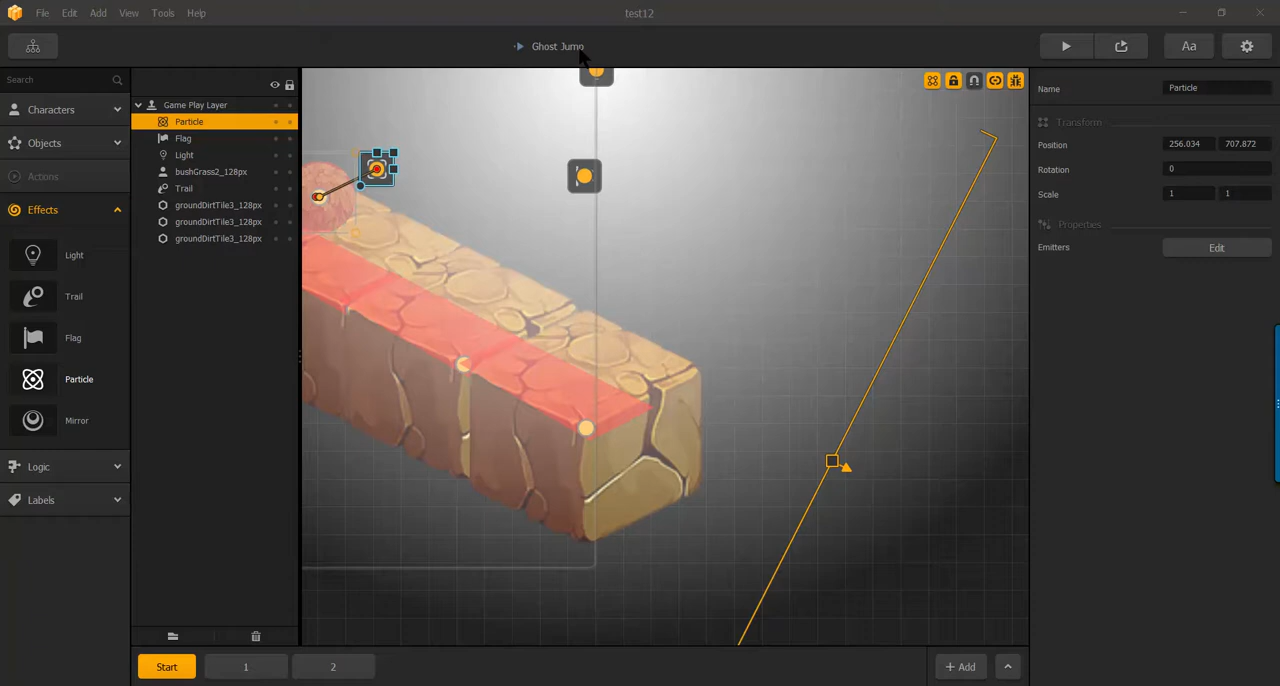 File Edit Add View Tools Help
test12
Ghost Jump
Aa
Search
Characters
Objects
Actions
Effects
Light
Trail
Flag
Particle
Mirror
Logic
Labels
Game Play Layer
Particle
Flag
Light
bushGrass2_128px
Trail
groundDirtTile3_128px
groundDirtTile3_128px
groundDirtTile3_128px
Name Particle
Transform
Position 256.034 707.872
Rotation 0
Scale 1 1
Properties
Emitters Edit
Start 1 2 + Add